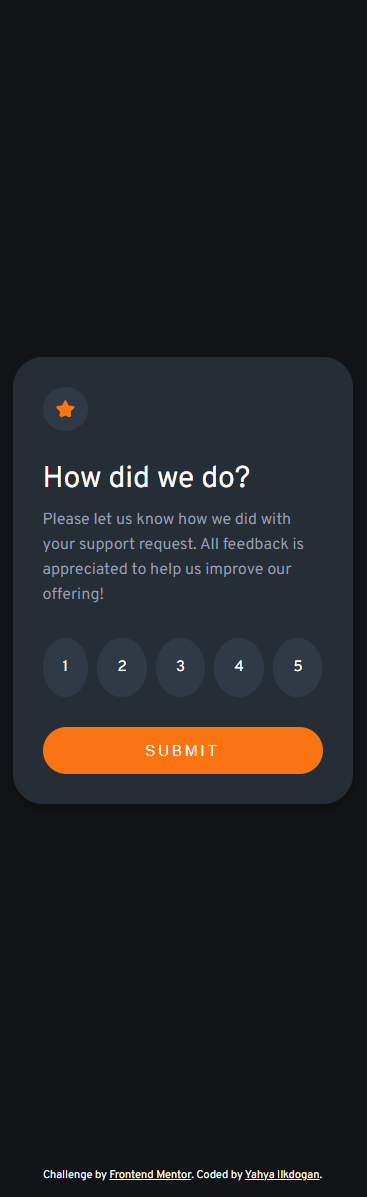 How did we do?
Please let us know how we did with
your support request. All feedback is
appreciated to help us improve our
offering!
1 2 3 4 5
SUBMIT
Challenge by Frontend Mentor. Coded by Yahya Ilkdogan.